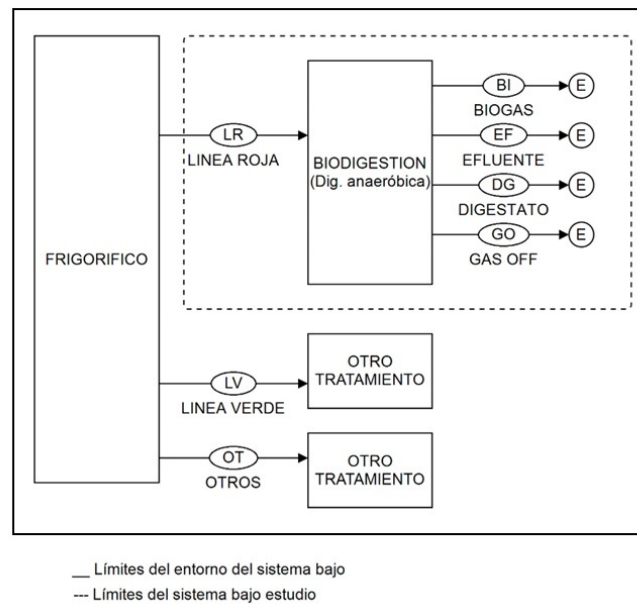 FRIGORIFICO
LR
LINEA ROJA
BIODIGESTION
(Dig. anaeróbica)
BI
E
BIOGAS
EF
E
EFLUENTE
DG
E
DIGESTATO
GO
E
GAS OFF
LV
LINEA VERDE
OTRO
TRATAMIENTO
OT
OTROS
OTRO
TRATAMIENTO
__ Límites del entorno del sistema bajo
--- Límites del sistema bajo estudio